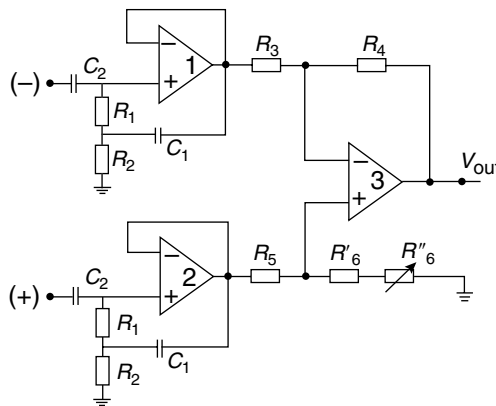 (−) C2 R1 R2 C1 − + 1 R3 R4
− + 3 Vout
(+) C2 R1 R2 C1 − + 2 R5 R'6 R"6